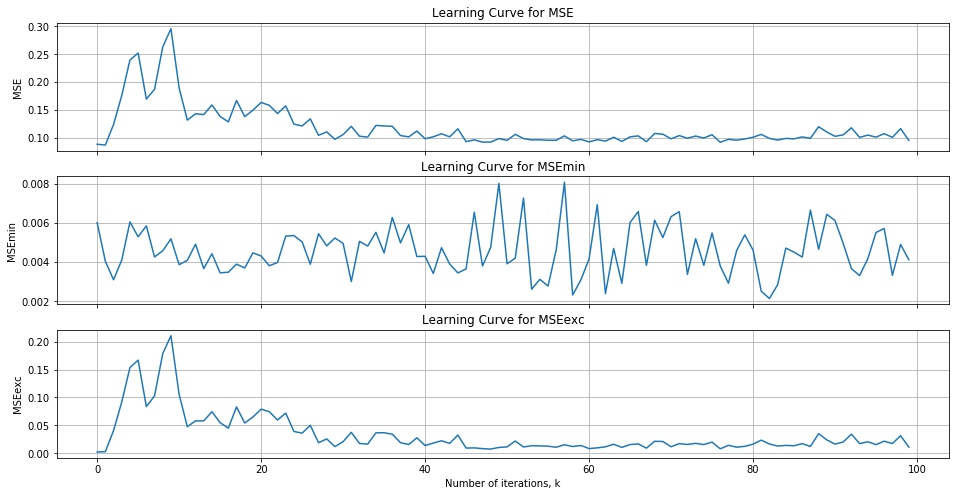 Learning Curve for MSE
0.30
0.25
0.20
0.15
0.10
MSE
Learning Curve for MSEmin
0.008
0.006
0.004
0.002
MSEmin
Learning Curve for MSEexc
0.20
0.15
0.10
0.05
0.00
MSEexc
0 20 40 60 80 100
Number of iterations, k